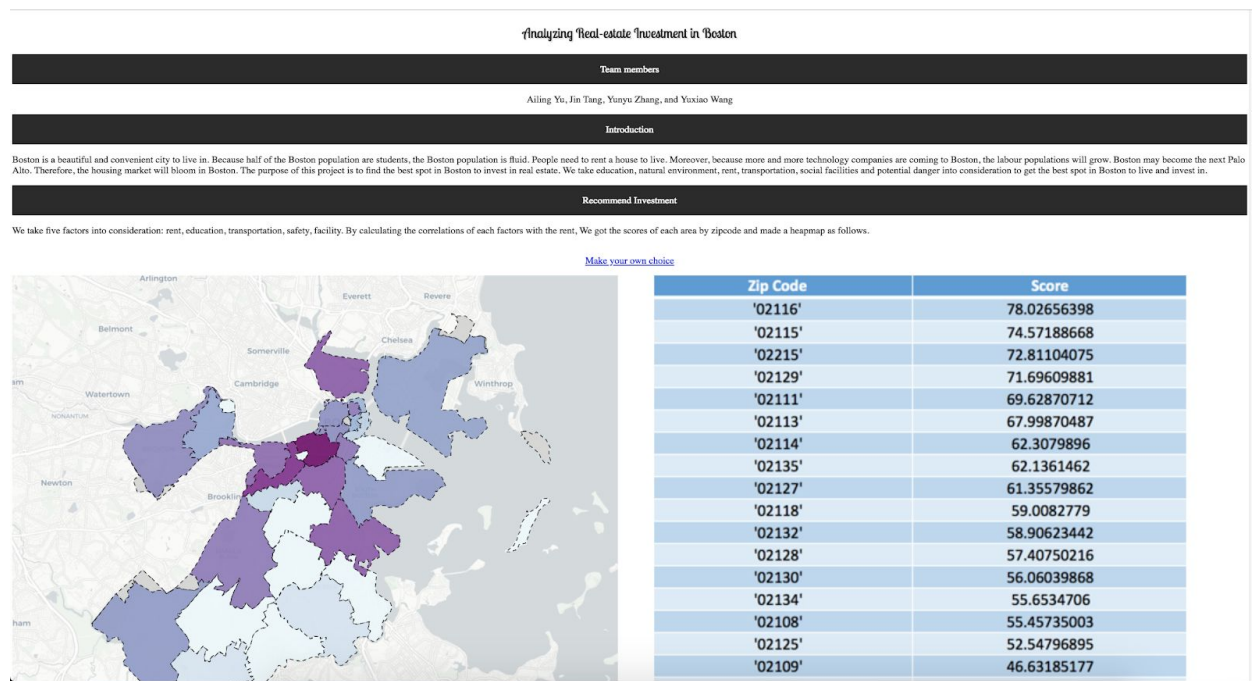 Analyzing Real-estate Investment in Boston
Team members
Ailing Yu, Jin Tang, Yunyu Zhang, and Yuxiao Wang
Introduction
Boston is a beautiful and convenient city to live in. Because half of the Boston population are students, the Boston population is fluid. People need to rent a house to live. Moreover, because more and more technology companies are coming to Boston, the labour populations will grow. Boston may become the next Palo
Alto. Therefore, the housing market will bloom in Boston. The purpose of this project is to find the best spot in Boston to invest in real estate. We take education, natural environment, rent, transportation, social facilities and potential danger into consideration to get the best spot in Boston to live and invest in.
Recommend Investment
We take five factors into consideration: rent, education, transportation, safety, facility. By calculating the correlations of each factors with the rent, We got the scores of each area by zipcode and made a heapmap as follows.
Make your own choice
Arlington
Everett
Revere
Belmont
Chelsea
Somerville
am
Cambridge
Winthrop
Watertown
NONANTUM
Newton
Brooklin
ham
Zip Code Score
'02116' 78.02656398
'02115' 74.57188668
'02215' 72.81104075
'02129' 71.69609881
'02111' 69.62870712
'02113' 67.99870487
'02114' 62.3079896
'02135' 62.1361462
'02127' 61.35579862
'02118' 59.0082779
'02132' 58.90623442
'02128' 57.40750216
'02130' 56.06039868
'02134' 55.6534706
'02108' 55.45735003
'02125' 52.54796895
'02109' 46.63185177